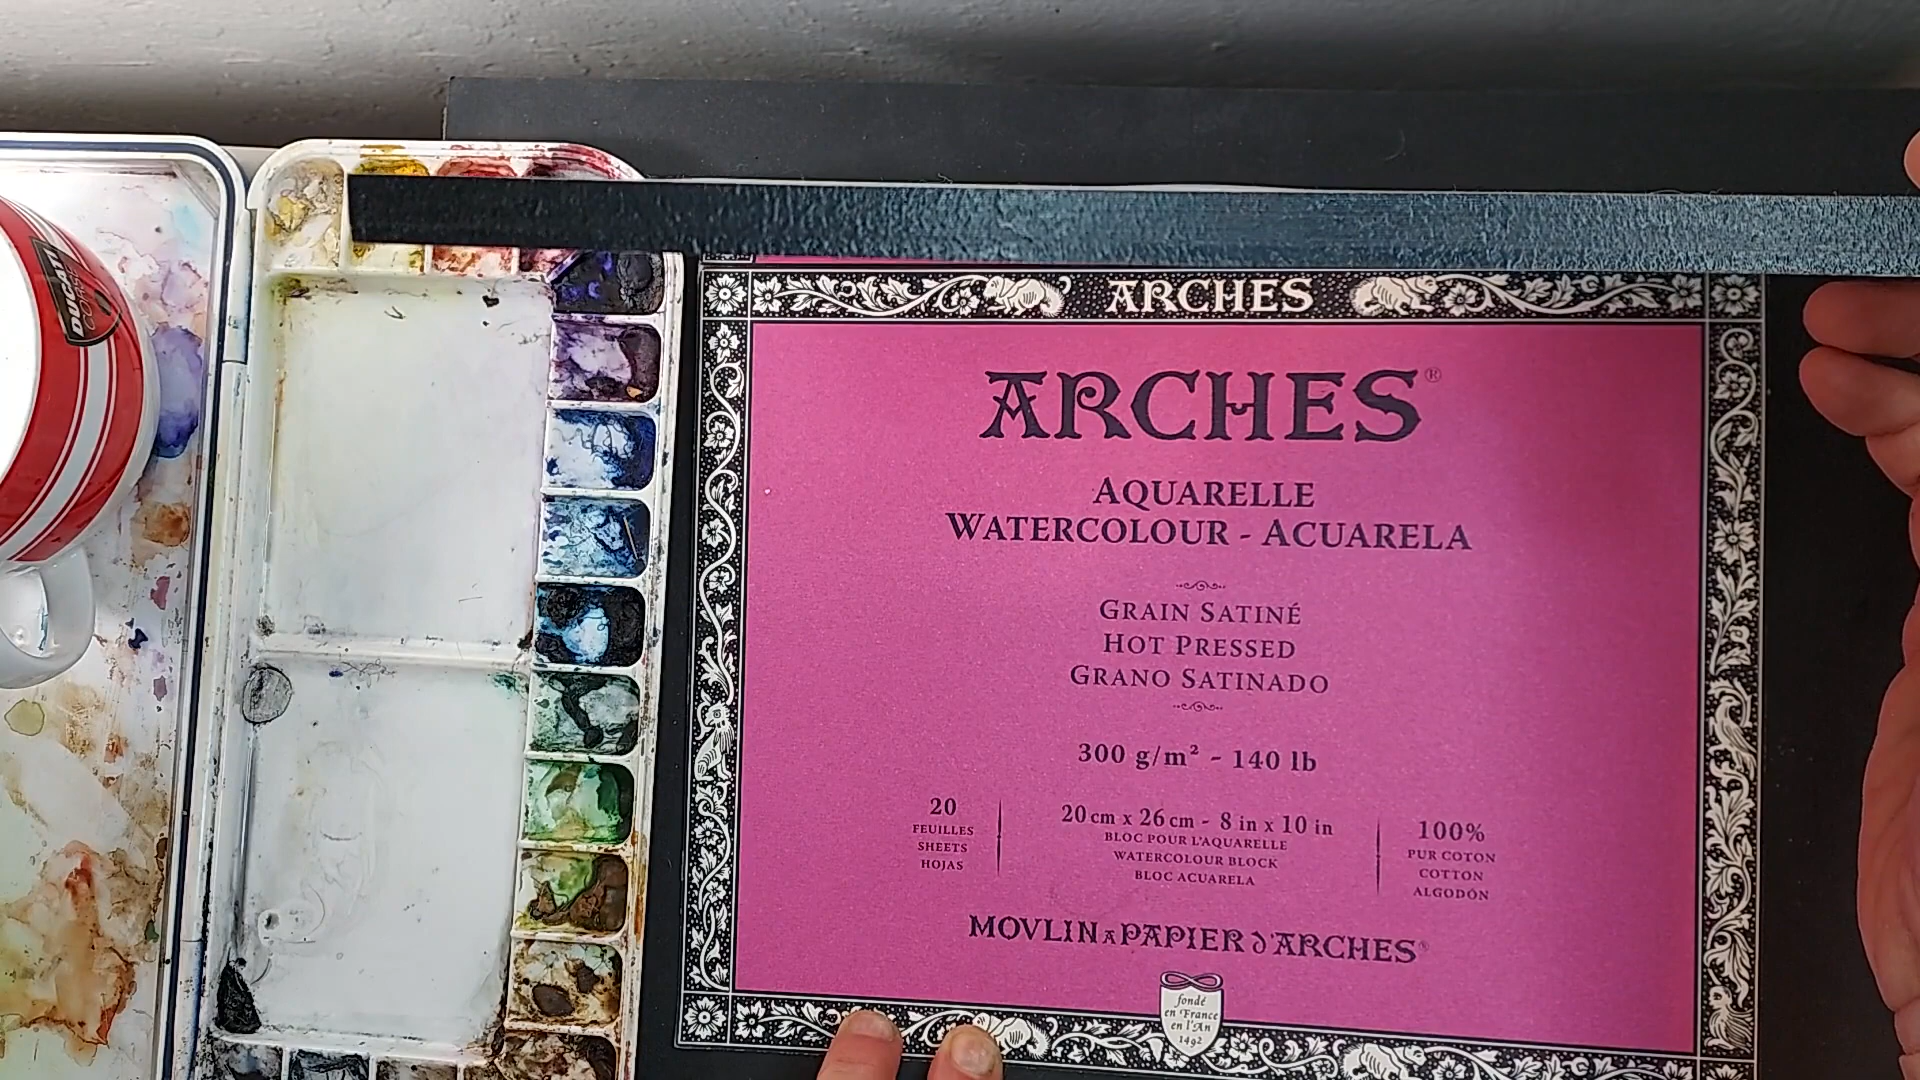 DUCATI
CORSE
ARCHES
ARCHES®
AQUARELLE
WATERCOLOUR - ACUARELA
GRAIN SATINÉ
HOT PRESSED
GRANO SATINADO
300 g/m² - 140 lb
20
FEUILLES
SHEETS
HOJAS
20 cm x 26 cm - 8 in x 10 in
BLOC POUR L'AQUARELLE
WATERCOLOUR BLOCK
BLOC ACUARELA
100%
PUR COTON
COTTON
ALGODÓN
MOVLIN A PAPIER d'ARCHES®
fondé
en France
en l'An
1492